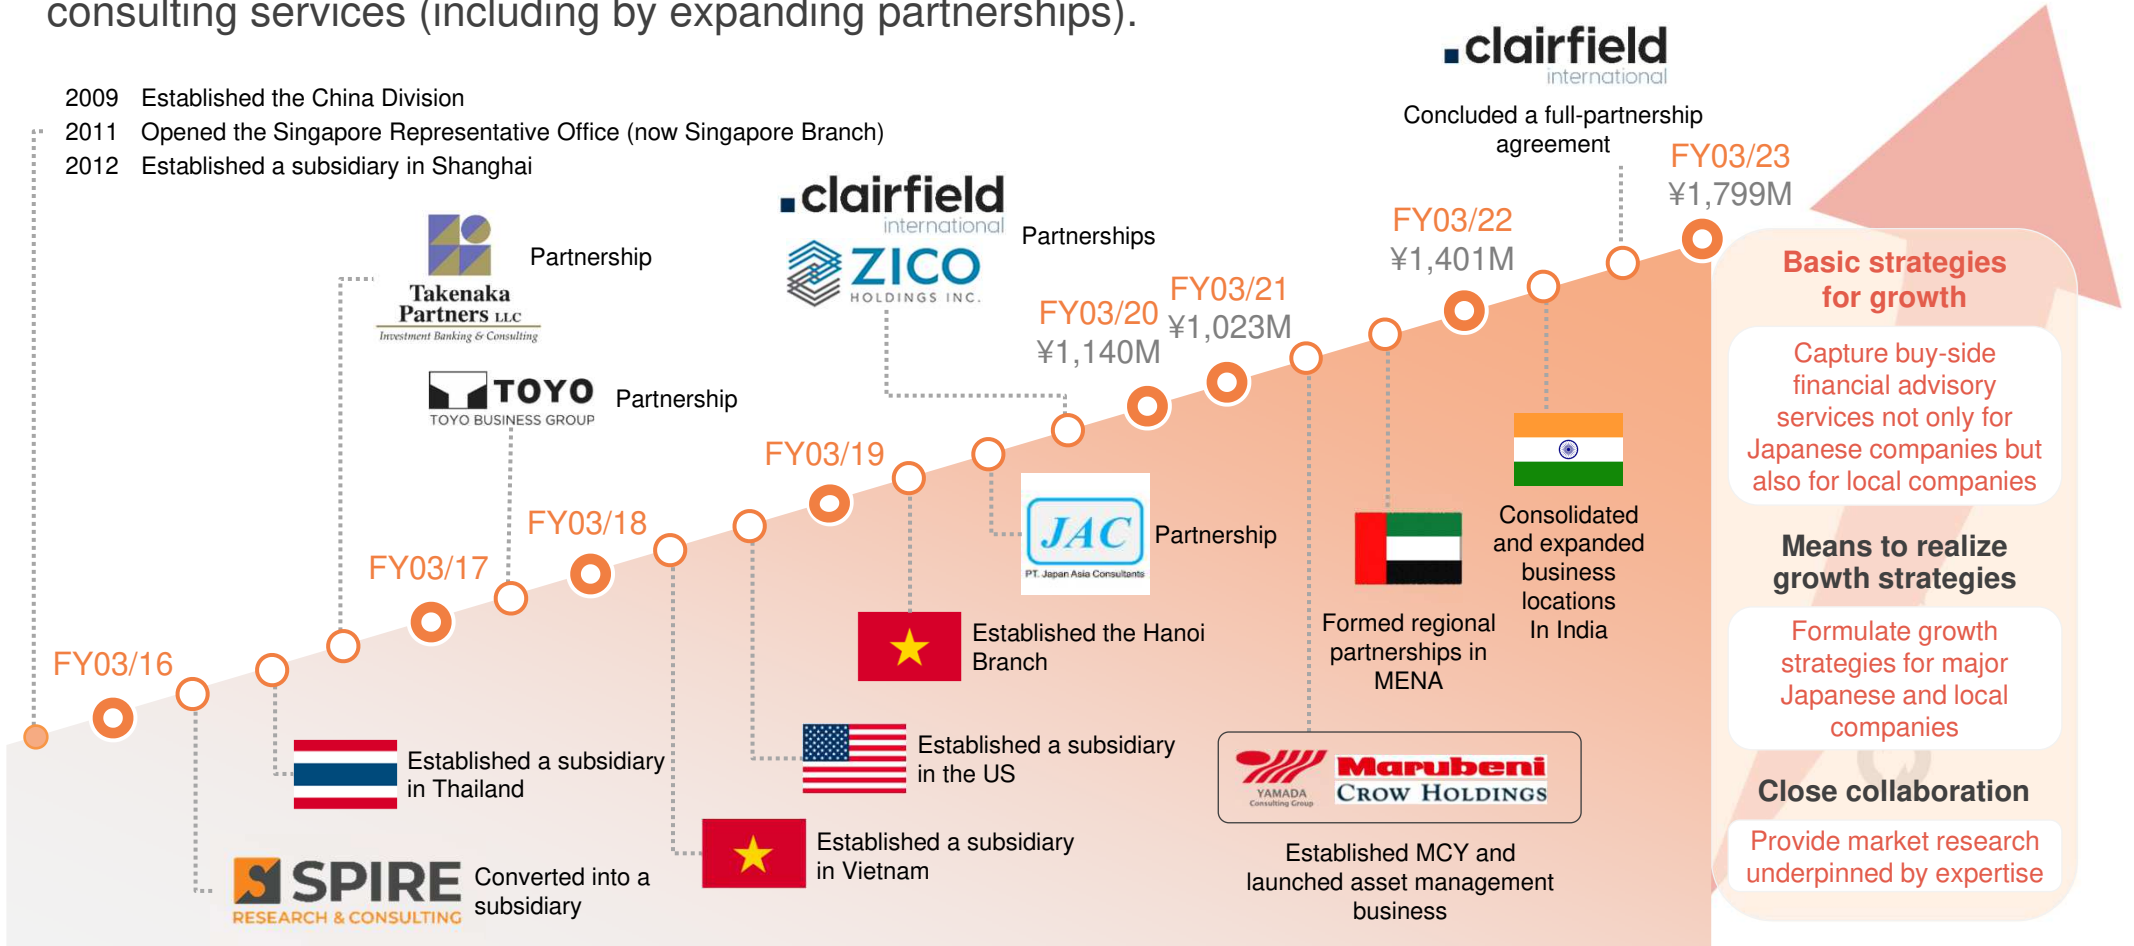 consulting services (including by expanding partnerships).
2009 Established the China Division
2011 Opened the Singapore Representative Office (now Singapore Branch)
2012 Established a subsidiary in Shanghai
Takenaka
Partners LLC
Investment Banking & Consulting
Partnership
TOYO
TOYO BUSINESS GROUP
Partnership
clairfield
international
ZICO
HOLDINGS INC.
Partnerships
clairfield
international
Concluded a full-partnership
agreement
FY03/16
FY03/17
FY03/18
FY03/19
FY03/20
¥1,140M
FY03/21
¥1,023M
FY03/22
¥1,401M
FY03/23
¥1,799M
SPIRE
RESEARCH & CONSULTING
Converted into a
subsidiary
Established a subsidiary
in Thailand
Established a subsidiary
in Vietnam
Established a subsidiary
in the US
Established the Hanoi
Branch
JAC
PT. Japan Asia Consultants
Partnership
YAMADA
Consulting Group
Marubeni
CROW HOLDINGS
Established MCY and
launched asset management
business
Formed regional
partnerships in
MENA
Consolidated
and expanded
business
locations
In India
Basic strategies
for growth
Capture buy-side
financial advisory
services not only for
Japanese companies but
also for local companies
Means to realize
growth strategies
Formulate growth
strategies for major
Japanese and local
companies
Close collaboration
Provide market research
underpinned by expertise